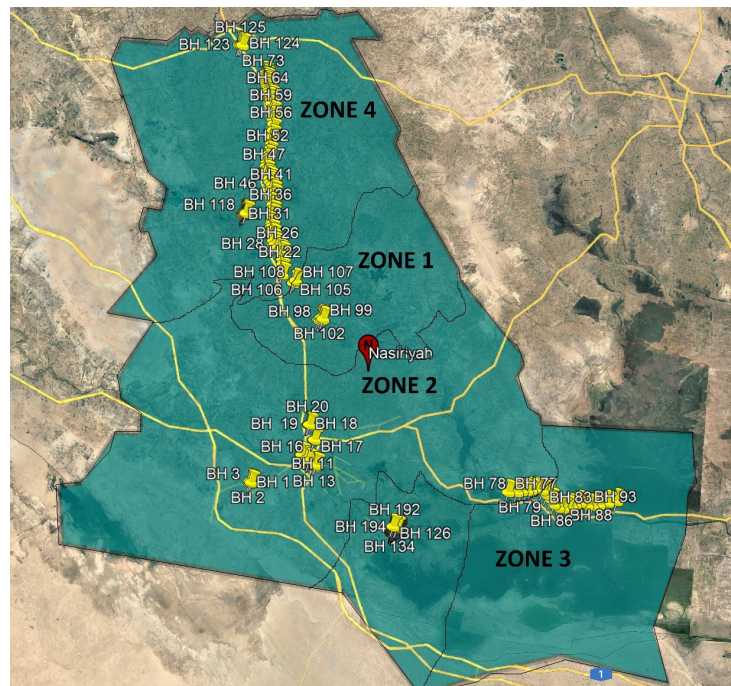 BH 125
BH 123
BH 124
BH 73
BH 64
BH 59
BH 56
ZONE 4
BH 52
BH 47
BH 41
BH 46
BH 36
BH 118
BH 31
BH 26
BH 28
BH 22
ZONE 1
BH 108
BH 107
BH 106
BH 105
BH 98
BH 99
BH 102
Nasiriyah
ZONE 2
BH 20
BH 19
BH 18
BH 16
BH 17
BH 11
BH 3
BH 1
BH 13
BH 2
BH 78
BH 77
BH 83
BH 93
BH 79
BH 88
BH 86
BH 192
BH 194
BH 126
BH 134
ZONE 3
1